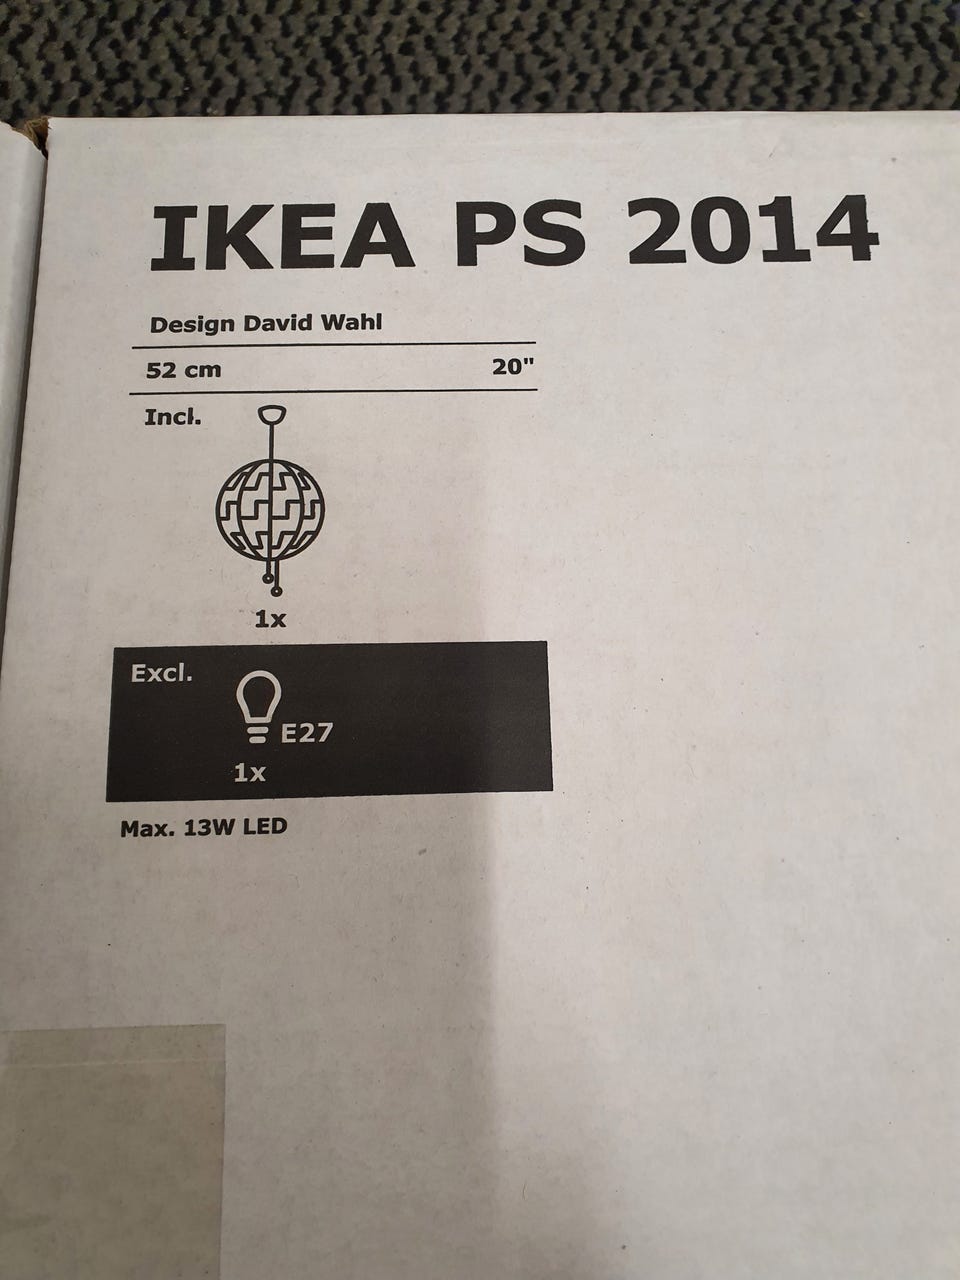 IKEA PS 2014
Design David Wahl
52 cm 20"
Incl.
1x
Excl.
E27
1x
Max. 13W LED